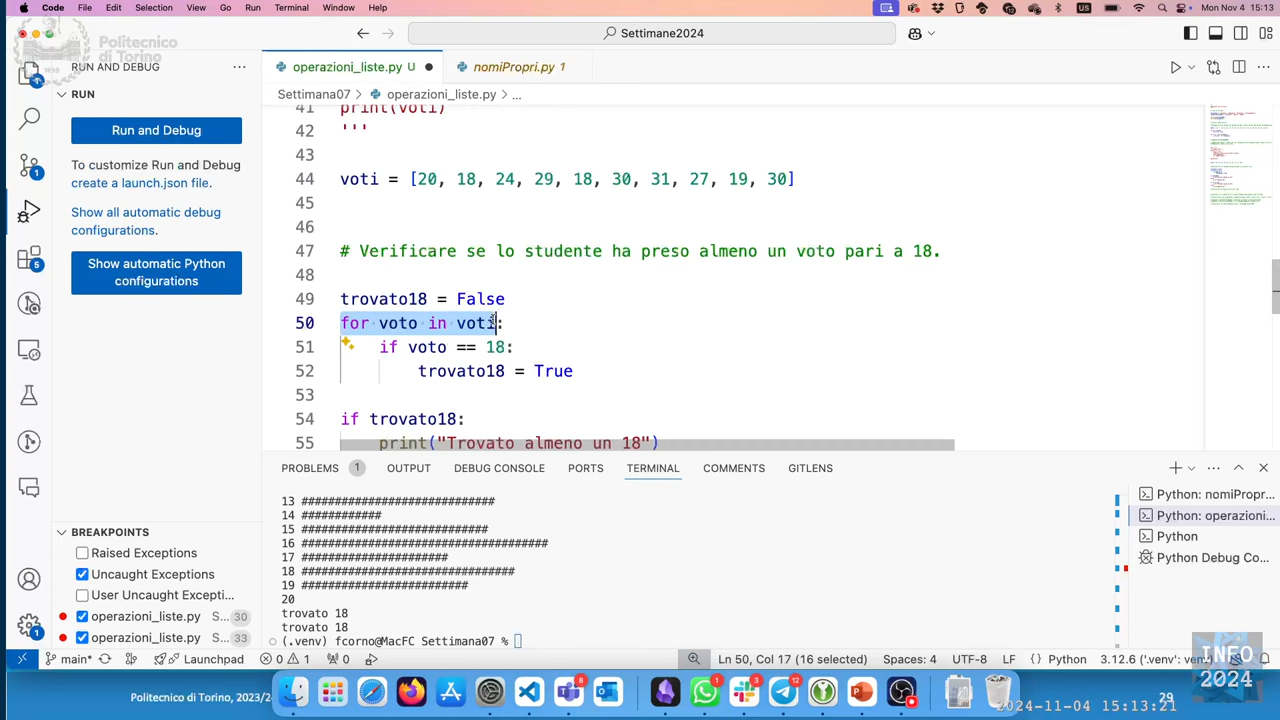 Code File Edit Selection View Go Run Terminal Window Help
Mon Nov 4 15:13
Politecnico
di Torino
Settimane2024
RUN AND DEBUG
operazioni_liste.py U
nomiPropri.py 1
RUN
Settimana07 > operazioni_liste.py > ...
Run and Debug
To customize Run and Debug
create a launch.json file.
Show all automatic debug
configurations.
Show automatic Python
configurations
41 print(voti)
42 '''
43
44 voti = [20, 18, 29, 18, 30, 31, 27, 19,
45
46
47 # Verificare se lo studente ha preso almeno un voto pari a 18.
48
49 trovato18 = False
50 for voto in voti:
51 if voto == 18:
52 trovato18 = True
53
54 if trovato18:
55 print("Trovato almeno un 18")
PROBLEMS 1 OUTPUT DEBUG CONSOLE PORTS TERMINAL COMMENTS GITLENS
13 #############################
14 ############
15 ############################
16 #####################################
17 ######################
18 ################################
19 #########################
20
trovato 18
trovato 18
(.venv) fcorno@MacFC Settimana07 %
Python: nomiPropr...
Python: operazioni...
Python
Python Debug Co...
BREAKPOINTS
Raised Exceptions
Uncaught Exceptions
User Uncaught Excepti...
operazioni_liste.py S... 30
operazioni_liste.py S... 33
main* Launchpad 0 1 0 Ln 50, Col 17 (16 selected) Spaces: 4 UTF-8 LF Python 3.12.6 ('.venv': venv)
INFO
2024
Politecnico di Torino, 2023/2
29
2024-11-04 15:13:21